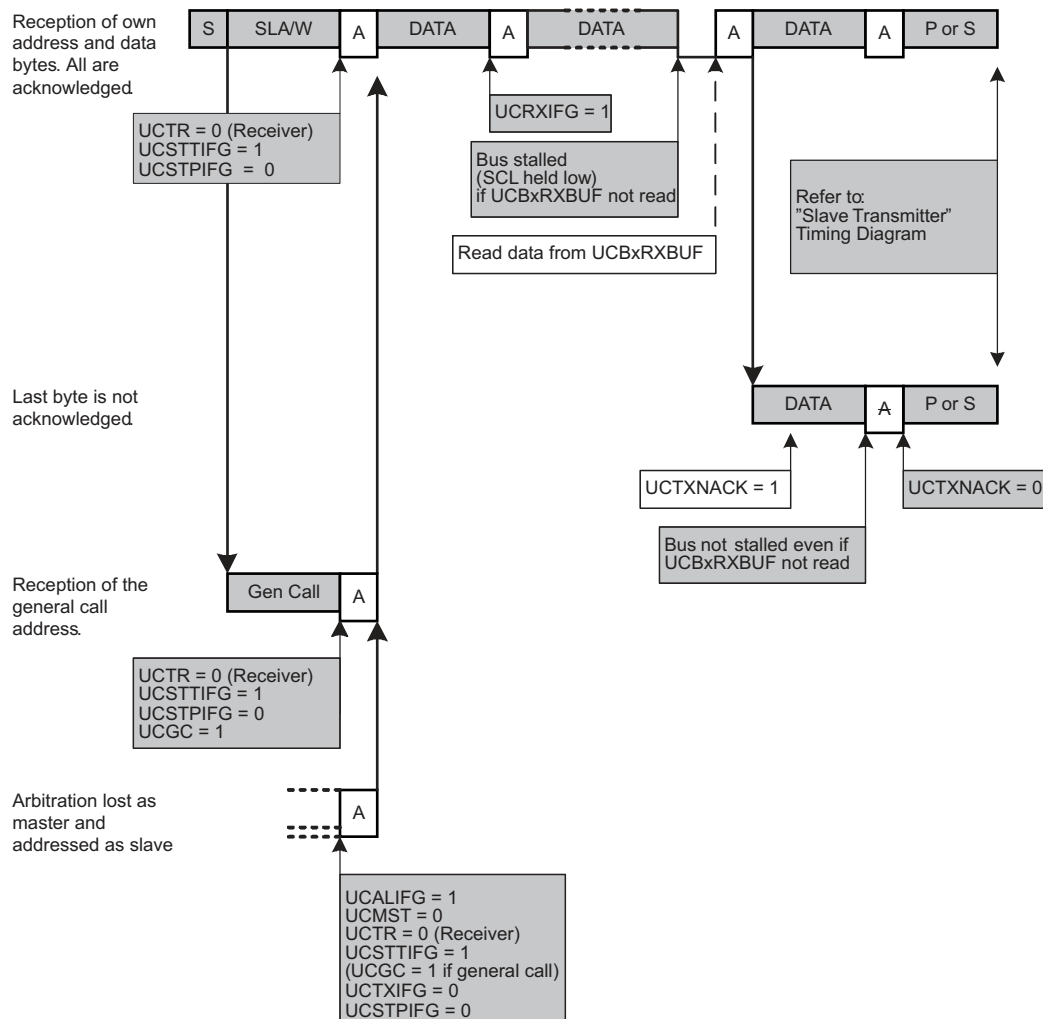 Reception of own
address and data
bytes. All are
acknowledged.
S SLA/W A DATA A DATA A DATA A P or S
UCTR = 0 (Receiver)
UCSTTIFG = 1
UCSTPIFG = 0
UCRXIFG = 1
Bus stalled
(SCL held low)
if UCBxRXBUF not read
Read data from UCBxRXBUF
Refer to:
”Slave Transmitter”
Timing Diagram
Last byte is not
acknowledged.
DATA A P or S
UCTXNACK = 1
UCTXNACK = 0
Bus not stalled even if
UCBxRXBUF not read
Reception of the
general call
address.
Gen Call A
UCTR = 0 (Receiver)
UCSTTIFG = 1
UCSTPIFG = 0
UCGC = 1
Arbitration lost as
master and
addressed as slave
A
UCALIFG = 1
UCMST = 0
UCTR = 0 (Receiver)
UCSTTIFG = 1
(UCGC = 1 if general call)
UCTXIFG = 0
UCSTPIFG = 0